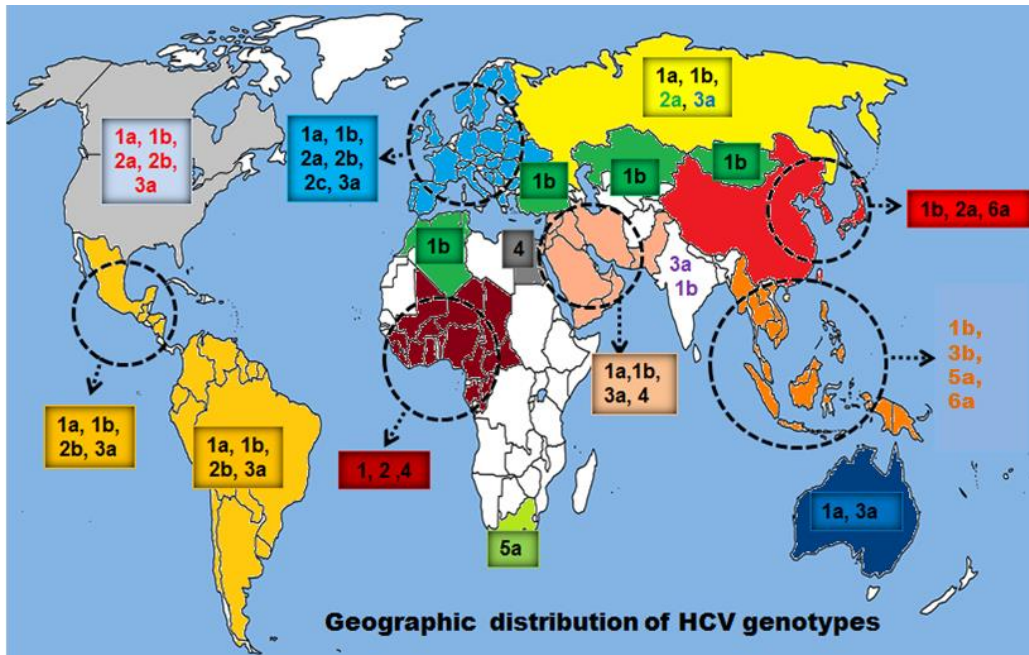 1a, 1b,
2a, 2b,
3a
1a, 1b,
2a, 2b,
2c, 3a
1a, 1b,
2a, 3a
1b
1b
1b
1b, 2a, 6a
1b
4
3a
1b
1a,1b,
3a, 4
1b,
3b,
5a,
6a
1a, 1b,
2b, 3a
1a, 1b,
2b, 3a
1, 2 ,4
1a, 3a
5a
Geographic distribution of HCV genotypes